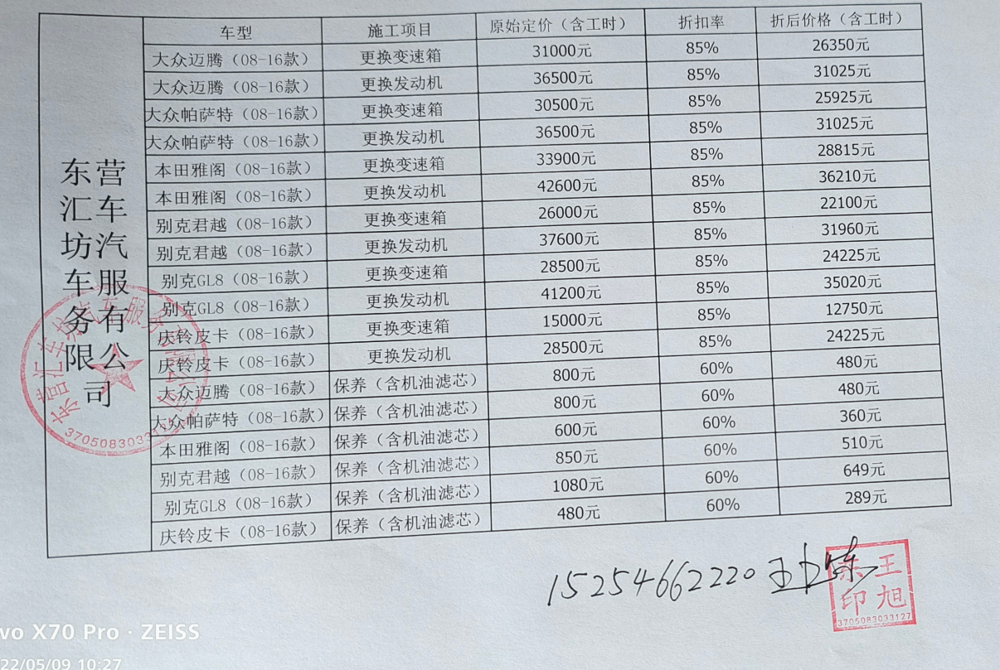 东营汇车坊汽车服务有限公司
车型 施工项目 原始定价（含工时） 折扣率 折后价格（含工时）
大众迈腾（08-16款） 更换变速箱 31000元 85% 26350元
大众迈腾（08-16款） 更换发动机 36500元 85% 31025元
大众帕萨特（08-16款） 更换变速箱 30500元 85% 25925元
大众帕萨特（08-16款） 更换发动机 36500元 85% 31025元
本田雅阁（08-16款） 更换变速箱 33900元 85% 28815元
本田雅阁（08-16款） 更换发动机 42600元 85% 36210元
别克君越（08-16款） 更换变速箱 26000元 85% 22100元
别克君越（08-16款） 更换发动机 37600元 85% 31960元
别克GL8（08-16款） 更换变速箱 28500元 85% 24225元
别克GL8（08-16款） 更换发动机 41200元 85% 35020元
庆铃皮卡（08-16款） 更换变速箱 15000元 85% 12750元
庆铃皮卡（08-16款） 更换发动机 28500元 85% 24225元
大众迈腾（08-16款） 保养（含机油滤芯） 800元 60% 480元
大众帕萨特（08-16款） 保养（含机油滤芯） 800元 60% 480元
本田雅阁（08-16款） 保养（含机油滤芯） 600元 60% 360元
别克君越（08-16款） 保养（含机油滤芯） 850元 60% 510元
别克GL8（08-16款） 保养（含机油滤芯） 1080元 60% 649元
庆铃皮卡（08-16款） 保养（含机油滤芯） 480元 60% 289元
15254662220
王旭东印
3705083033127
vo X70 Pro · ZEISS
22/05/09 10:27